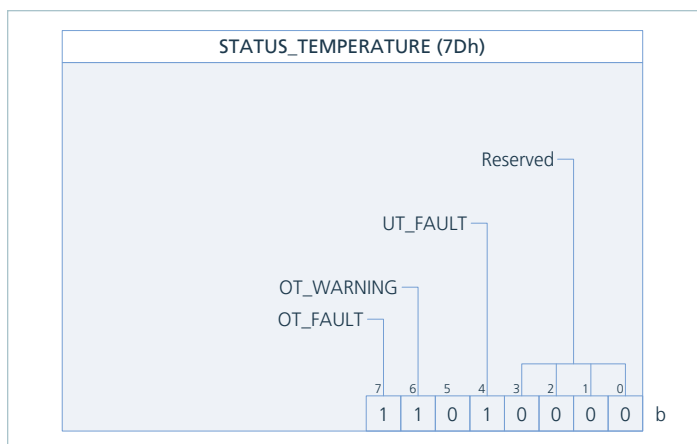 STATUS_TEMPERATURE (7Dh)
Reserved
UT_FAULT
OT_WARNING
OT_FAULT
7 6 5 4 3 2 1 0
1 1 0 1 0 0 0 0 b